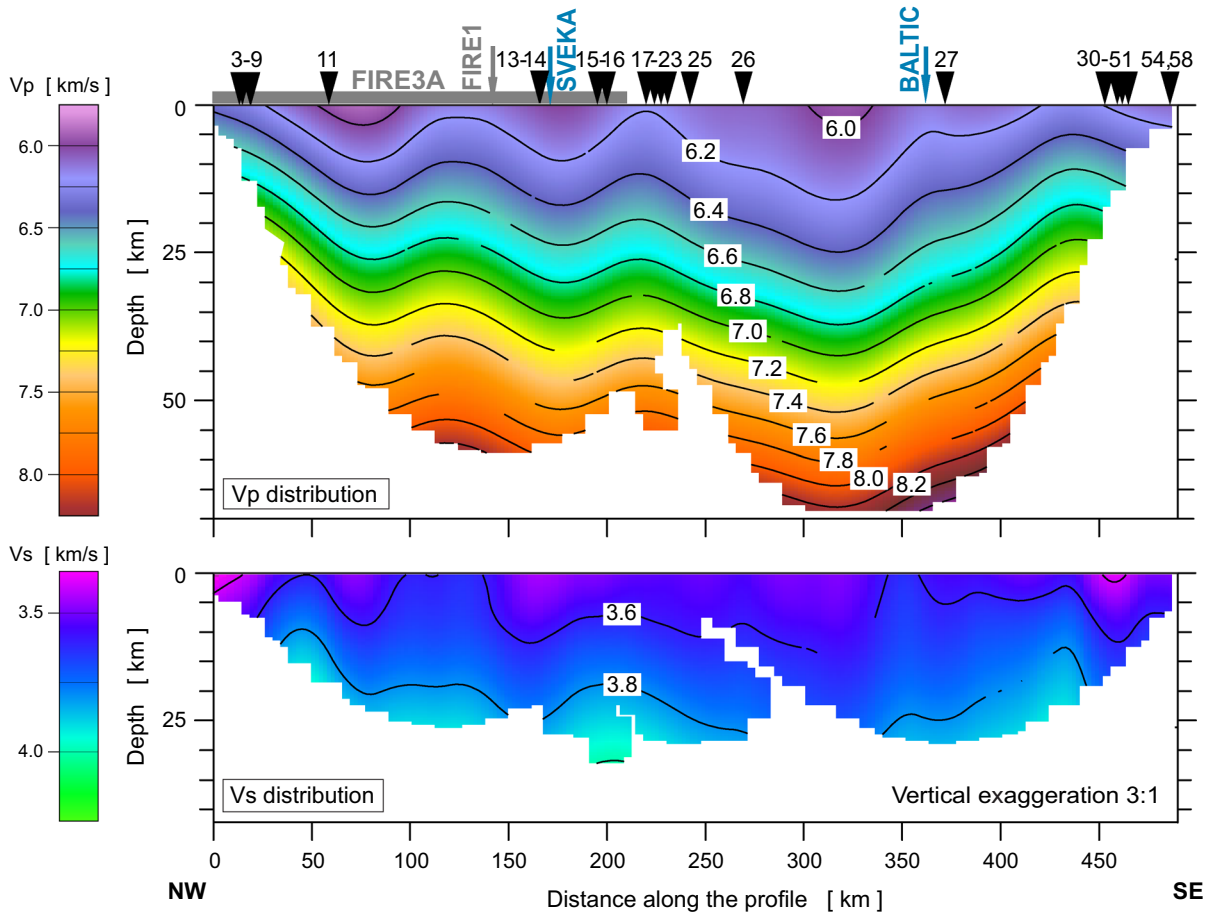 Vp [ km/s]
6.0
6.5
7.0
7.5
8.0
FIRE1
SVEKA
BALTIC
3-9 11 13-14 15-16 17-23 25 26 27 30-51 54,58
FIRE3A
0
25
50
Depth [ km]
6.0
6.2
6.4
6.6
6.8
7.0
7.2
7.4
7.6
7.8
8.0
8.2
Vp distribution
Vs [ km/s ]
3.5
4.0
0
25
Depth [ km]
3.6
3.8
Vs distribution
Vertical exaggeration 3:1
0 50 100 150 200 250 300 350 400 450
NW Distance along the profile [ km] SE